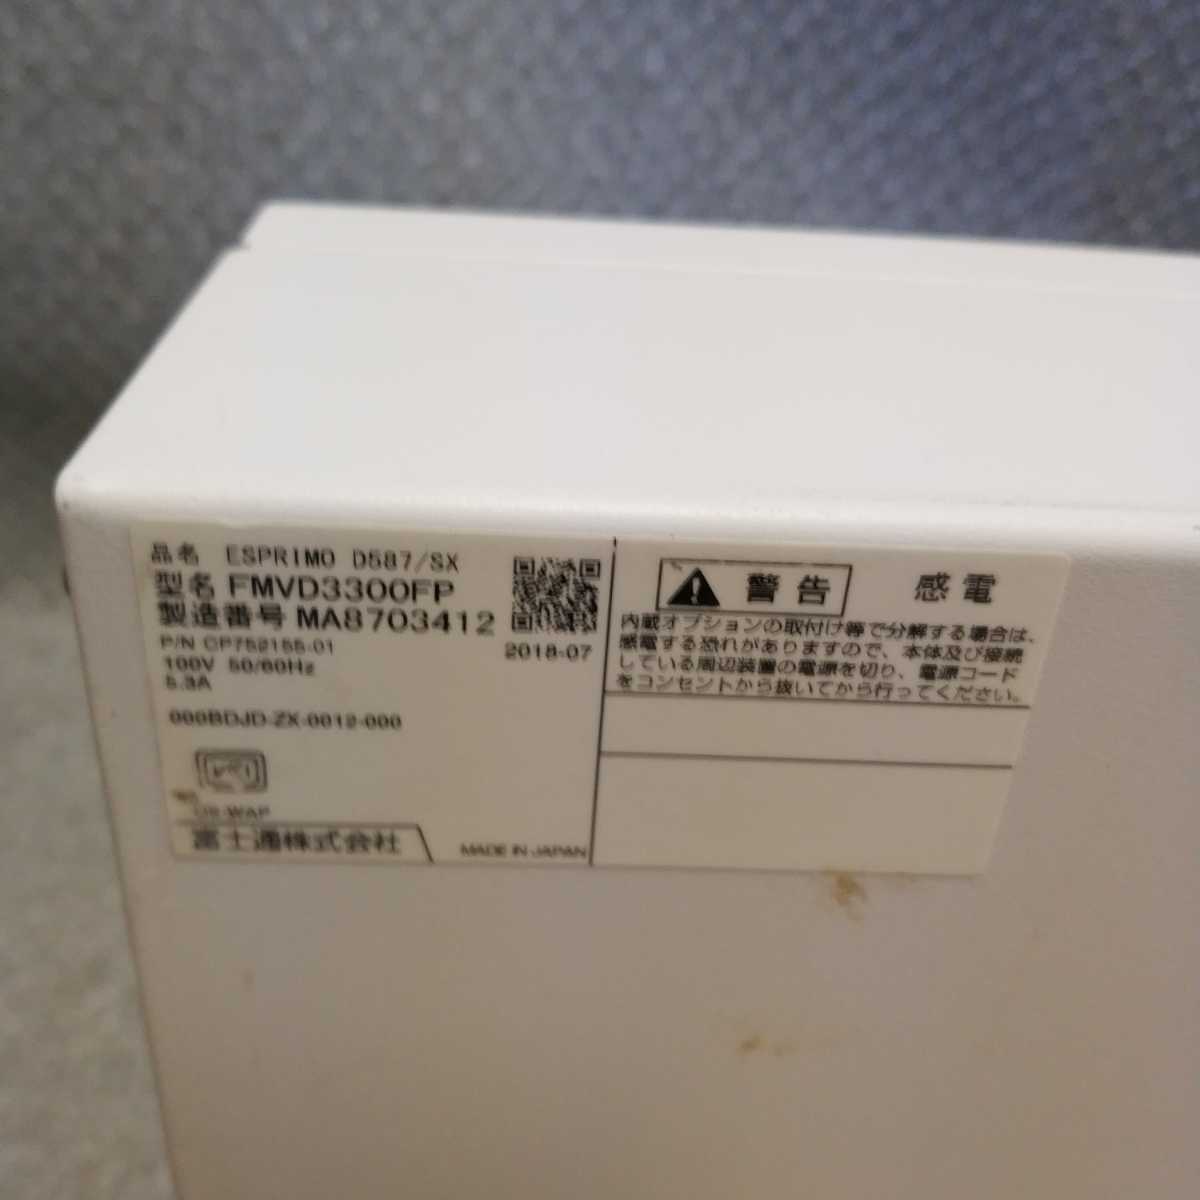 品名 ESPRIMO D587/SX
型名 FMVD3300FP
製造番号 MA8703412
P/N CP752155-01
100V 50/60Hz
5.3A
2018-07
000BDJD-ZX-0012-000
富士通株式会社
MADE IN JAPAN
警告 感電
内蔵オプションの取付け等で分解する場合は、
感電する恐れがありますので、本体及び接続
している周辺装置の電源を切り、電源コード
をコンセントから抜いてから行ってください。